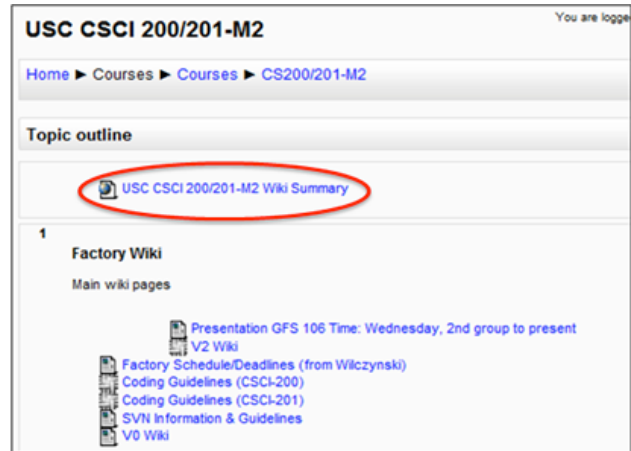 USC CSCI 200/201-M2
You are logge
Home ► Courses ► Courses ► CS200/201-M2
Topic outline
USC CSCI 200/201-M2 Wiki Summary
1
Factory Wiki
Main wiki pages
Presentation GFS 106 Time: Wednesday, 2nd group to present
V2 Wiki
Factory Schedule/Deadlines (from Wilczynski)
Coding Guidelines (CSCI-200)
Coding Guidelines (CSCI-201)
SVN Information & Guidelines
V0 Wiki